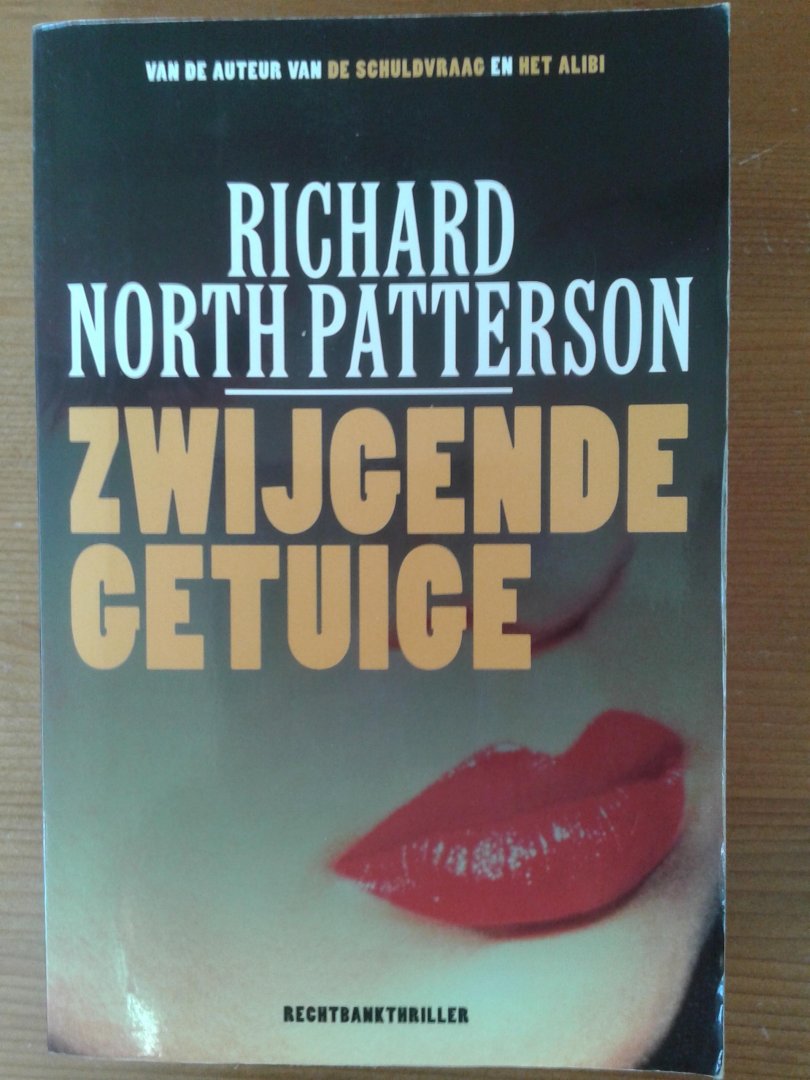 VAN DE AUTEUR VAN DE SCHULDVRAAG EN HET ALIBI
RICHARD
NORTH PATTERSON
ZWIJGENDE
GETUIGE
RECHTBANKTHRILLER